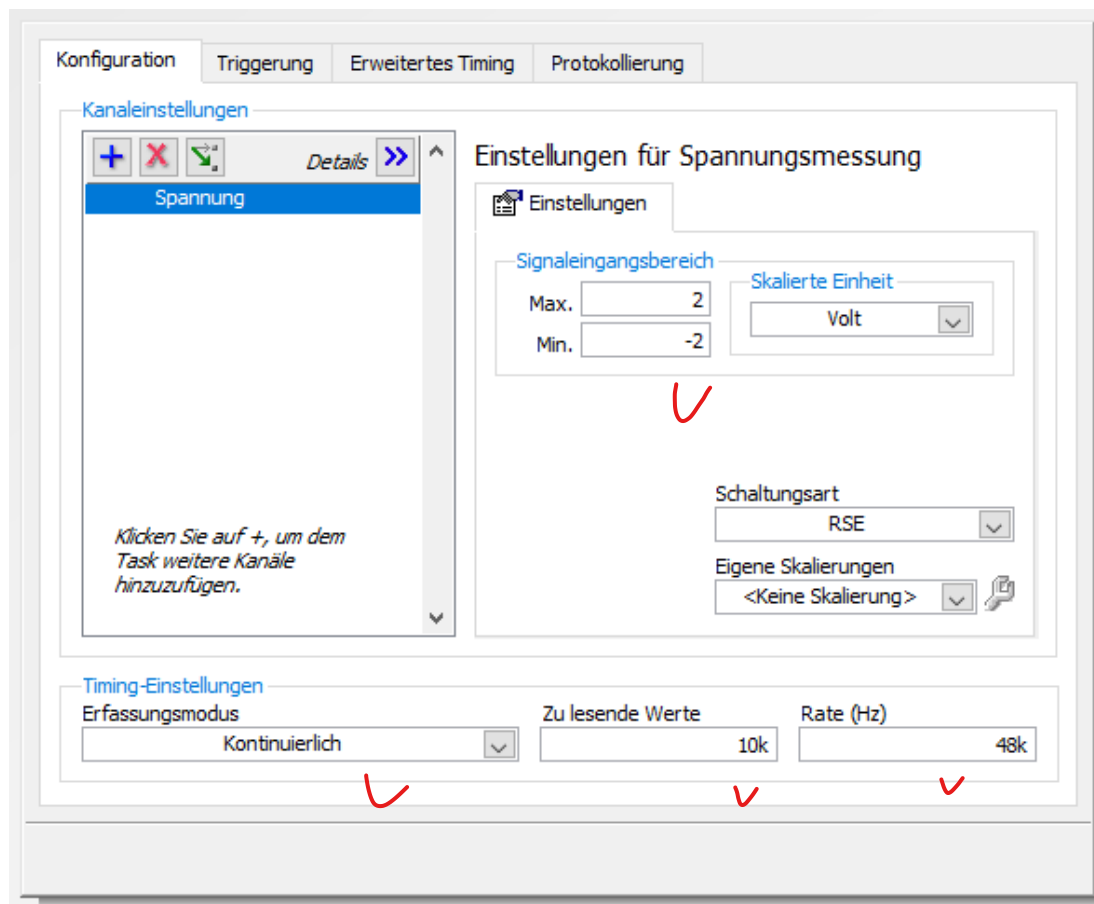 Konfiguration Triggerung Erweitertes Timing Protokollierung
Kanaleinstellungen
Details
Spannung
Klicken Sie auf +, um dem
Task weitere Kanäle
hinzuzufügen.
Einstellungen für Spannungsmessung
Einstellungen
Signaleingangsbereich
Max. 2
Min. -2
Skalierte Einheit
Volt
Schaltungsart
RSE
Eigene Skalierungen
<Keine Skalierung>
Timing-Einstellungen
Erfassungsmodus Zu lesende Werte Rate (Hz)
Kontinuierlich 10k 48k